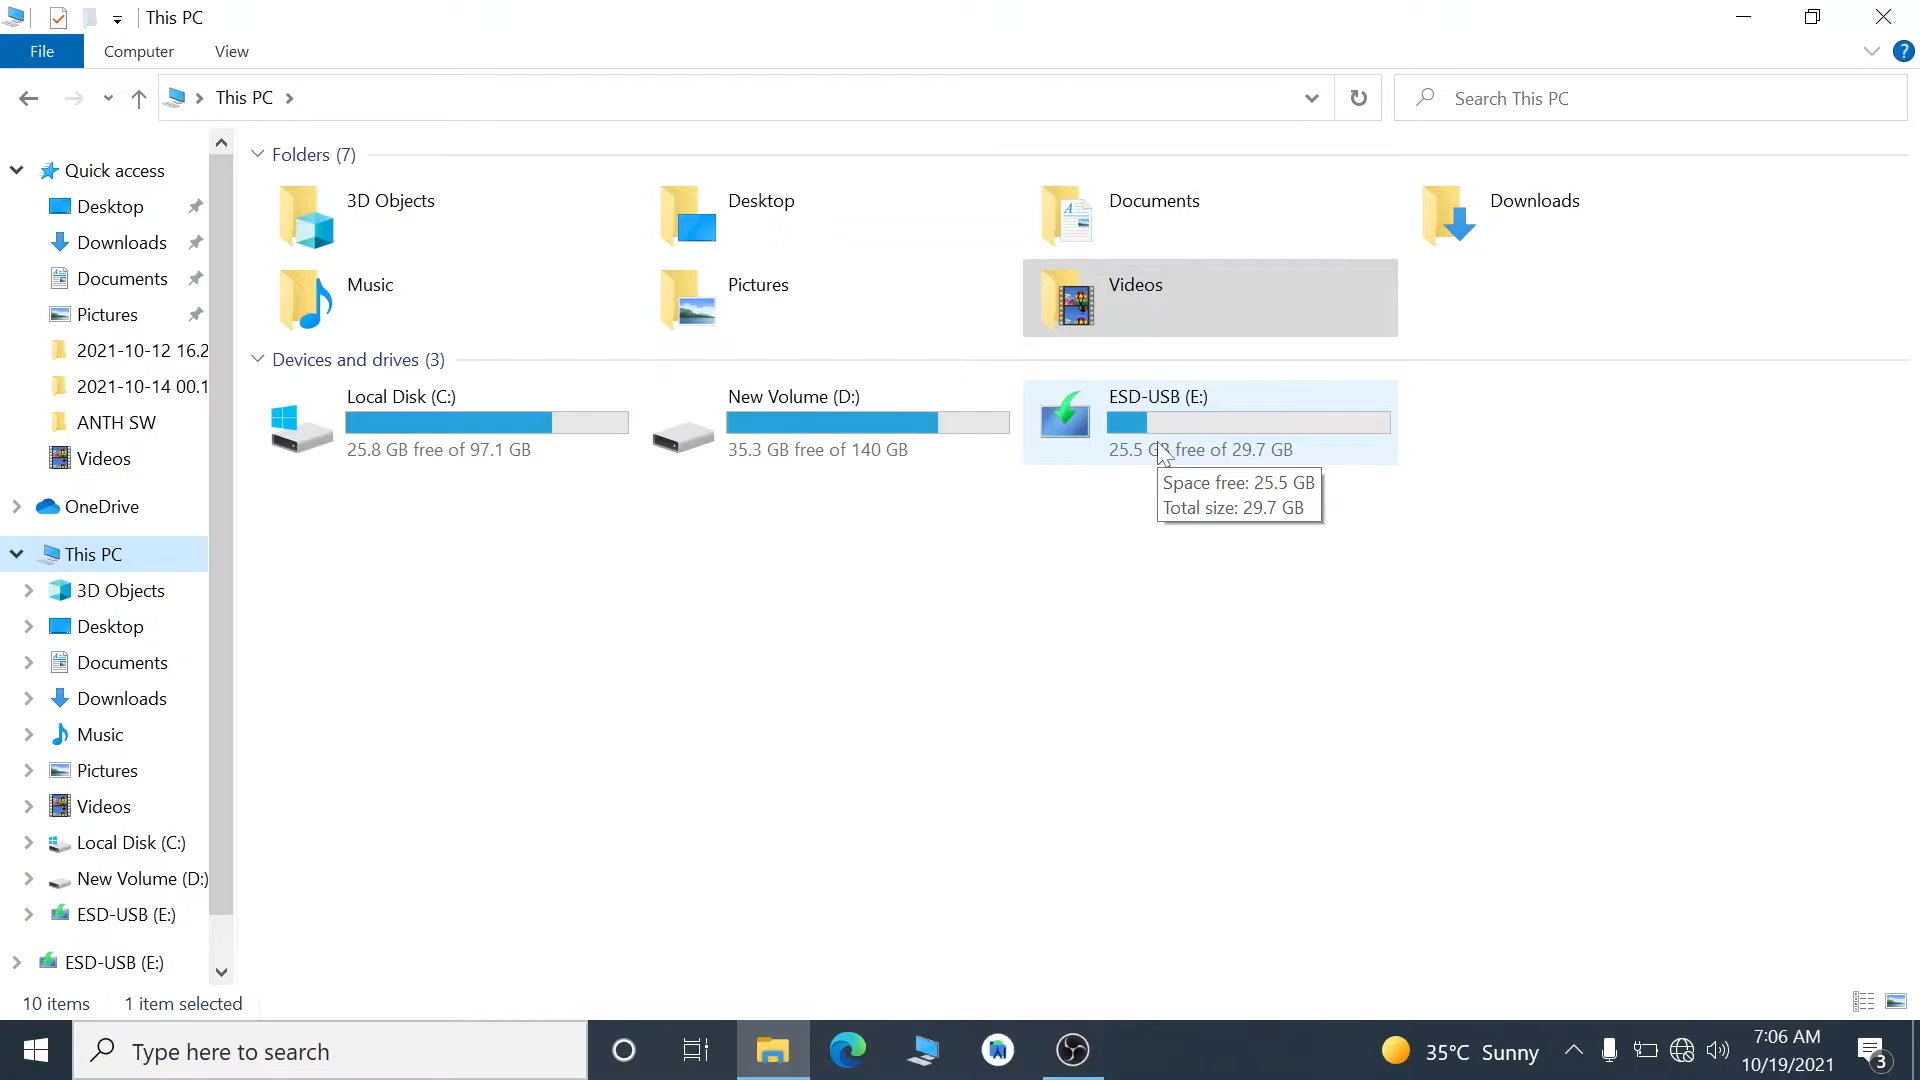 This PC
File Computer View ?
This PC
Search This PC
Quick access
Desktop
Downloads
Documents
Pictures
2021-10-12 16.2
2021-10-14 00.1
ANTH SW
Videos
OneDrive
This PC
3D Objects
Desktop
Documents
Downloads
Music
Pictures
Videos
Local Disk (C:)
New Volume (D:)
ESD-USB (E:)
ESD-USB (E:)
Folders (7)
3D Objects
Desktop
Documents
Downloads
Music
Pictures
Videos
Devices and drives (3)
Local Disk (C:)
25.8 GB free of 97.1 GB
New Volume (D:)
35.3 GB free of 140 GB
ESD-USB (E:)
25.5 GB free of 29.7 GB
Space free: 25.5 GB
Total size: 29.7 GB
10 items 1 item selected
Type here to search
35°C Sunny
7:06 AM
10/19/2021
3